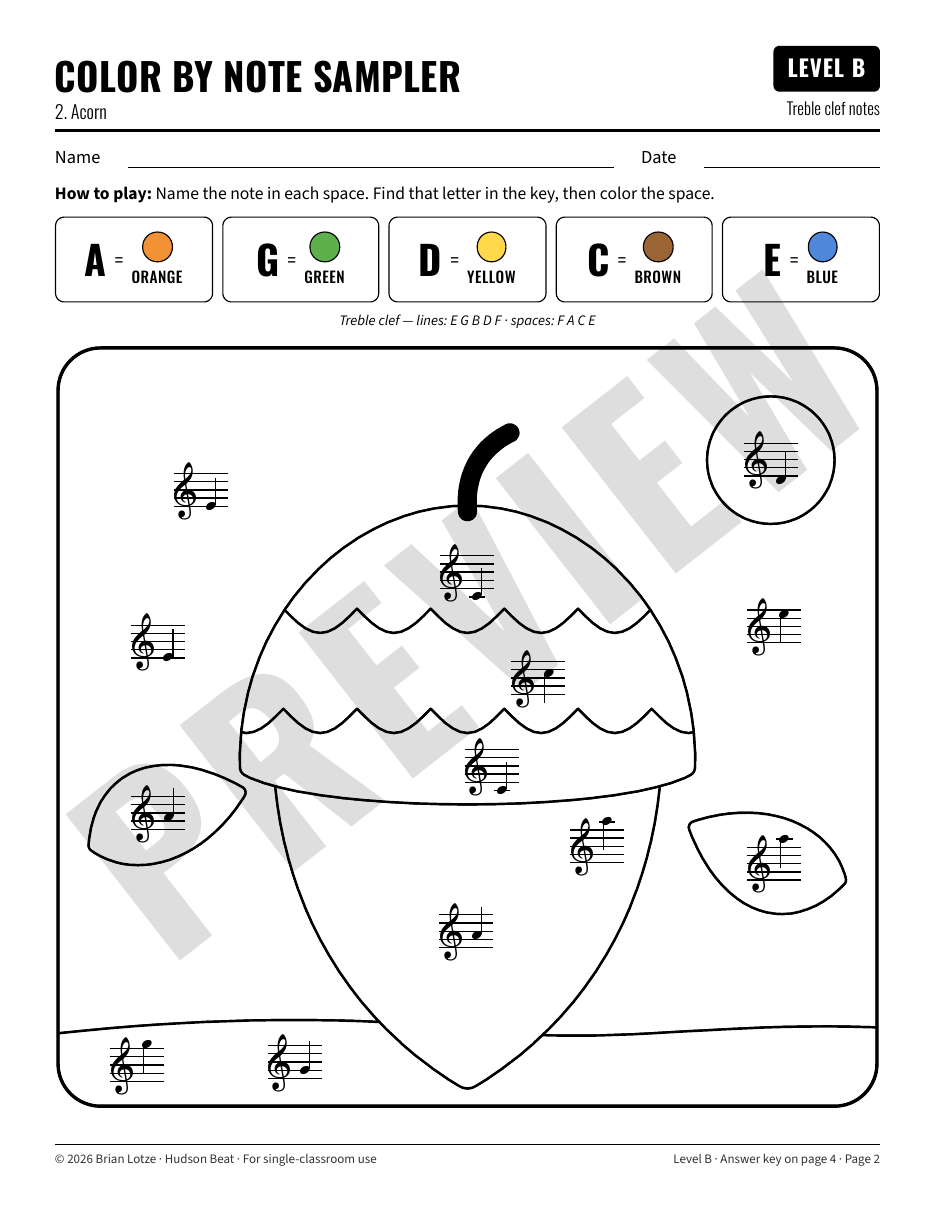 COLOR BY NOTE SAMPLER
LEVEL B
2. Acorn
Treble clef notes
Name
Date
How to play: Name the note in each space. Find that letter in the key, then color the space.
A = ORANGE
G = GREEN
D = YELLOW
C = BROWN
E = BLUE
Treble clef — lines: E G B D F · spaces: F A C E
PREVIEW
© 2026 Brian Lotze · Hudson Beat · For single-classroom use
Level B · Answer key on page 4 · Page 2